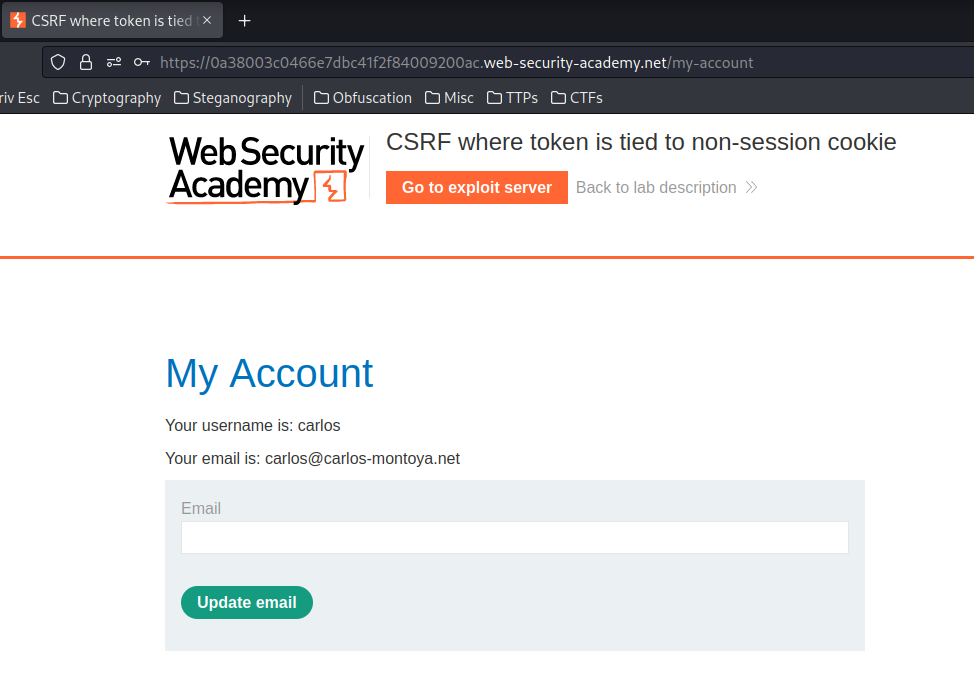 CSRF where token is tied
https://0a38003c0466e7dbc41f2f84009200ac.web-security-academy.net/my-account
riv Esc Cryptography Steganography Obfuscation Misc TTPs CTFs
Web Security
Academy
CSRF where token is tied to non-session cookie
Go to exploit server Back to lab description
My Account
Your username is: carlos
Your email is: carlos@carlos-montoya.net
Email
Update email